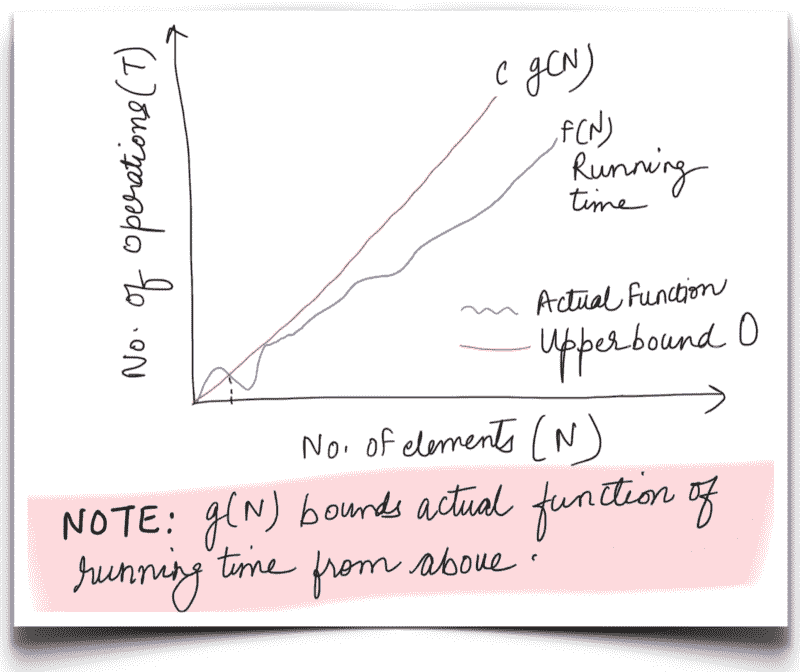 No. of operations (T)
C g(N)
f(N)
Running
time
Actual Function
Upperbound O
No. of elements (N)
NOTE: g(N) bounds actual function of
running time from above.